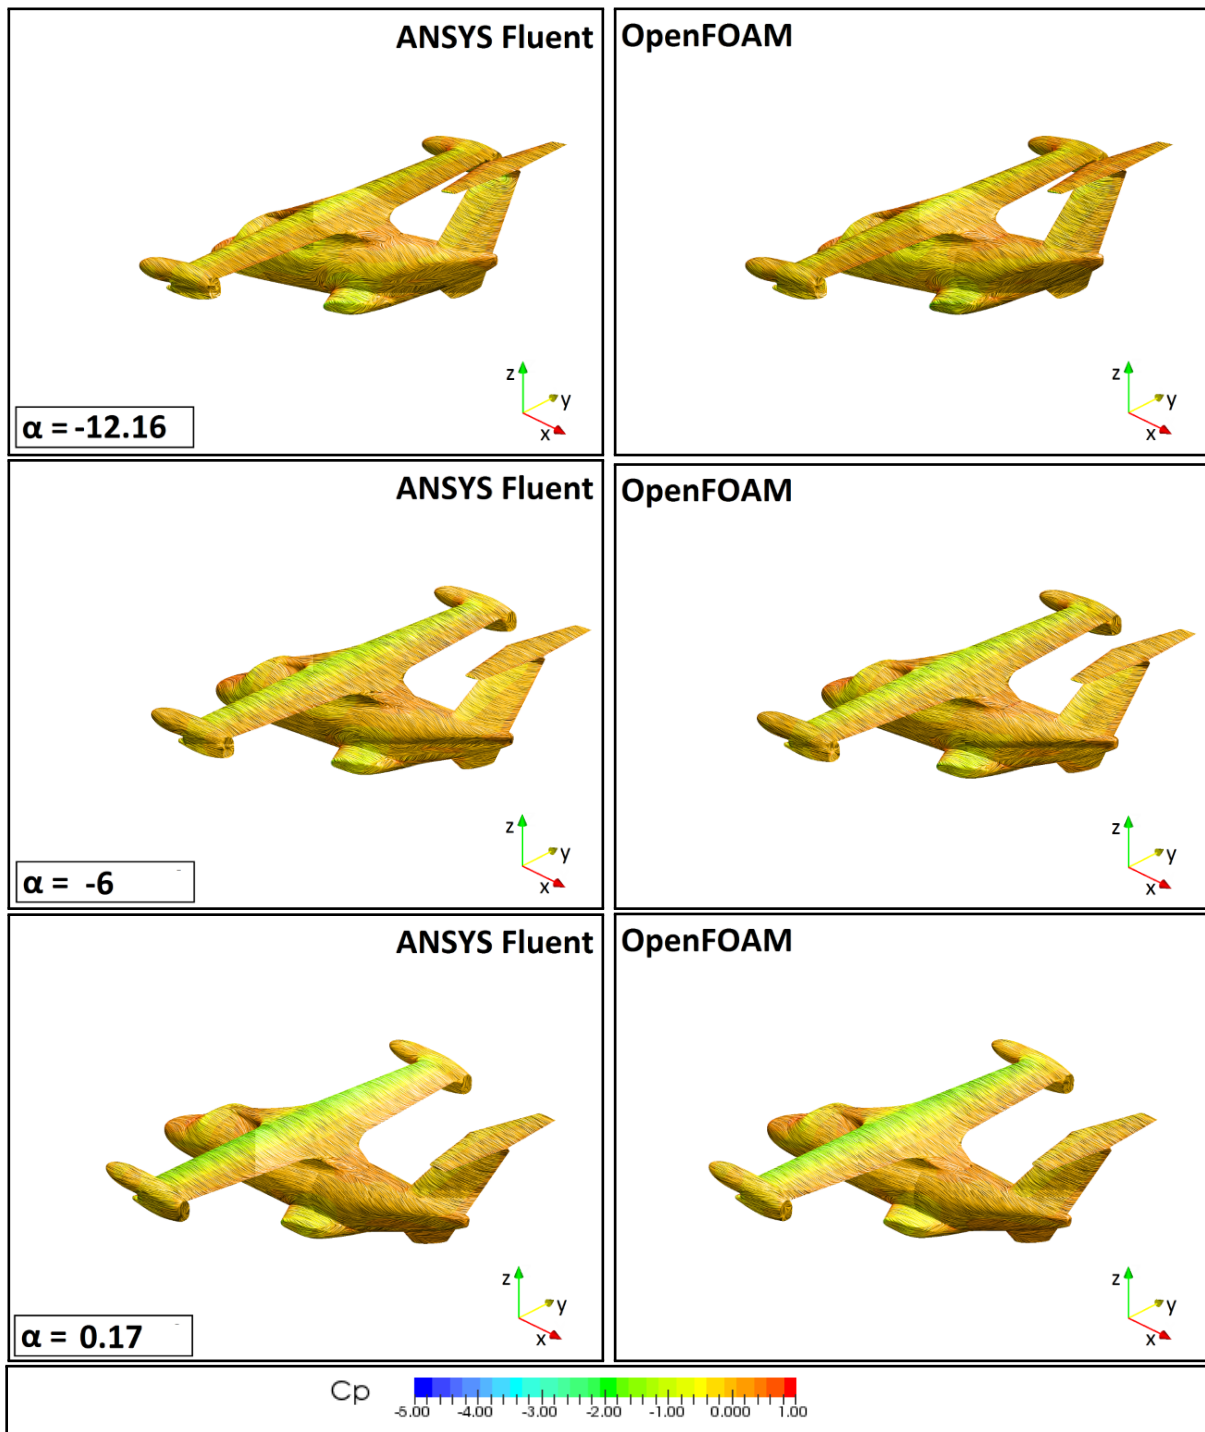 ANSYS Fluent
OpenFOAM
z
y
x
z
y
x
α = -12.16
ANSYS Fluent
OpenFOAM
z
y
x
z
y
x
α = -6
ANSYS Fluent
OpenFOAM
z
y
x
z
y
x
α = 0.17
Cp
-5.00 -4.00 -3.00 -2.00 -1.00 0.000 1.00